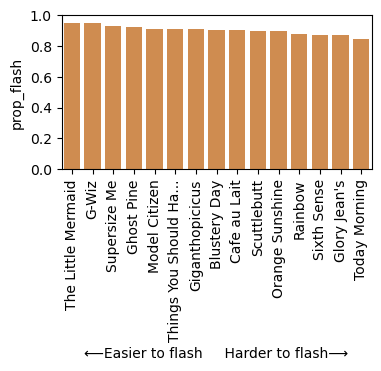 prop_flash
1.0
0.8
0.6
0.4
0.2
0.0
The Little Mermaid
G-Wiz
Supersize Me
Ghost Pine
Model Citizen
Things You Should Ha...
Giganthopicicus
Blustery Day
Cafe au Lait
Scuttlebutt
Orange Sunshine
Rainbow
Sixth Sense
Glory Jean's
Today Morning
⟵Easier to flash Harder to flash⟶